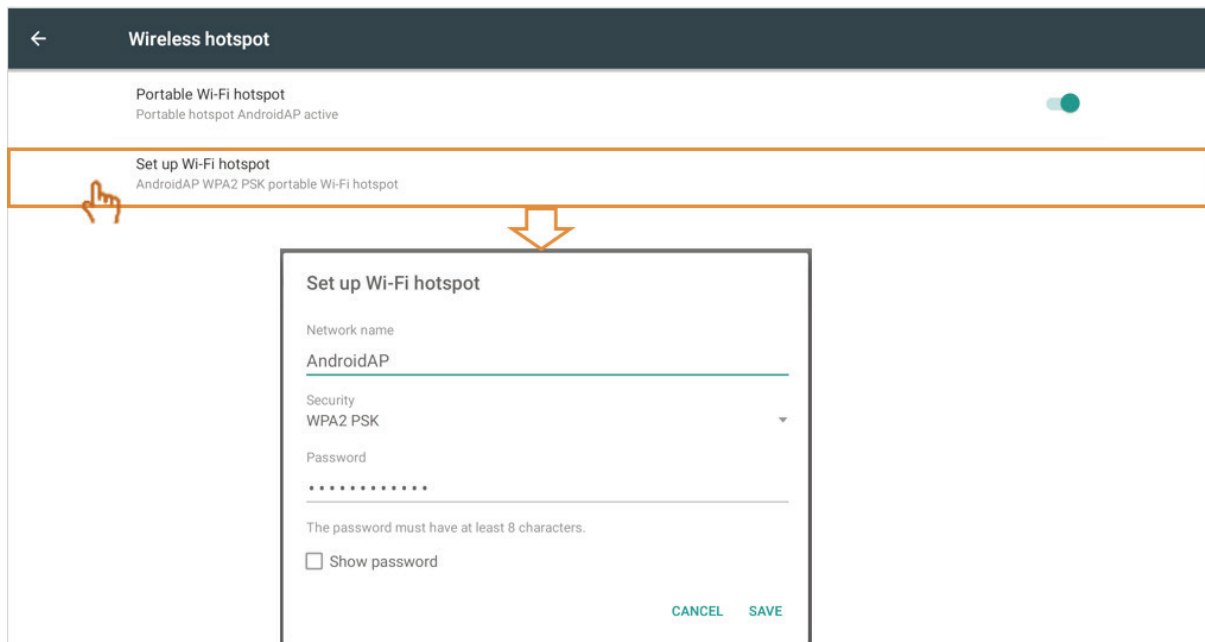 Wireless hotspot
Portable Wi-Fi hotspot
Portable hotspot AndroidAP active
Set up Wi-Fi hotspot
AndroidAP WPA2 PSK portable Wi-Fi hotspot
Set up Wi-Fi hotspot
Network name
AndroidAP
Security
WPA2 PSK
Password
••••••••••••
The password must have at least 8 characters.
Show password
CANCEL SAVE